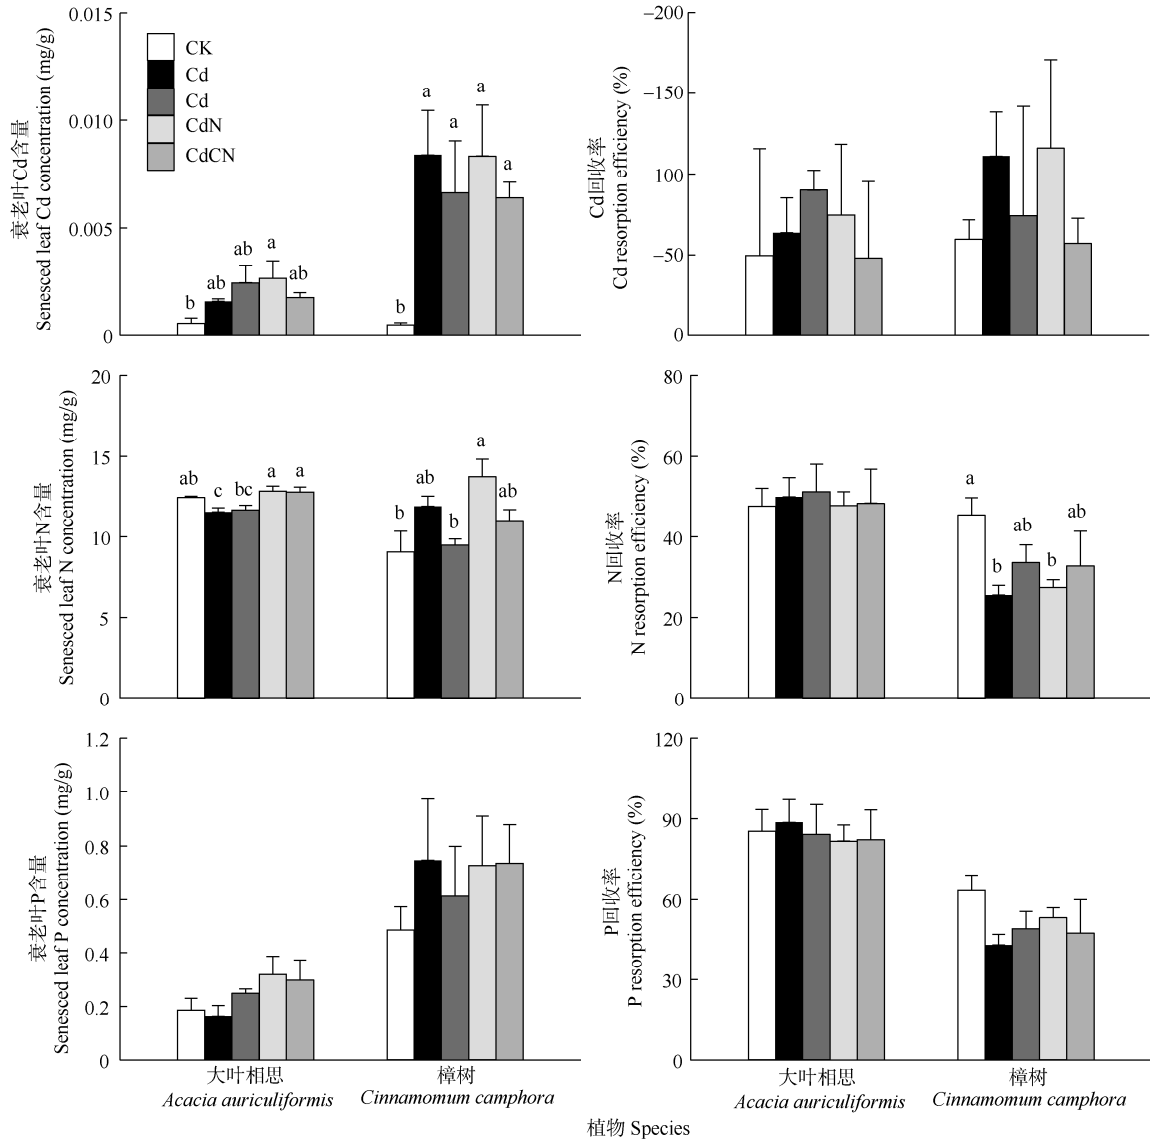 0.015
0.010
0.005
0
衰老叶Cd含量
Senesced leaf Cd concentration (mg/g)
CK
Cd
Cd
CdN
CdCN
b
ab
ab
a
ab
b
a
a
a
a
-200
-150
100
-50
0
Cd回收率
Cd resorption efficiency (%)
20
15
10
5
0
衰老叶N含量
Senesced leaf N concentration (mg/g)
ab
c
bc
a
a
b
ab
b
a
ab
80
60
40
20
0
N回收率
N resorption efficiency (%)
a
b
ab
b
ab
1.2
1.0
0.8
0.6
0.4
0.2
0
衰老叶P含量
Senesced leaf P concentration (mg/g)
大叶相思
Acacia auriculiformis
樟树
Cinnamomum camphora
120
90
60
30
0
P回收率
P resorption efficiency (%)
大叶相思
Acacia auriculiformis
樟树
Cinnamomum camphora
植物 Species